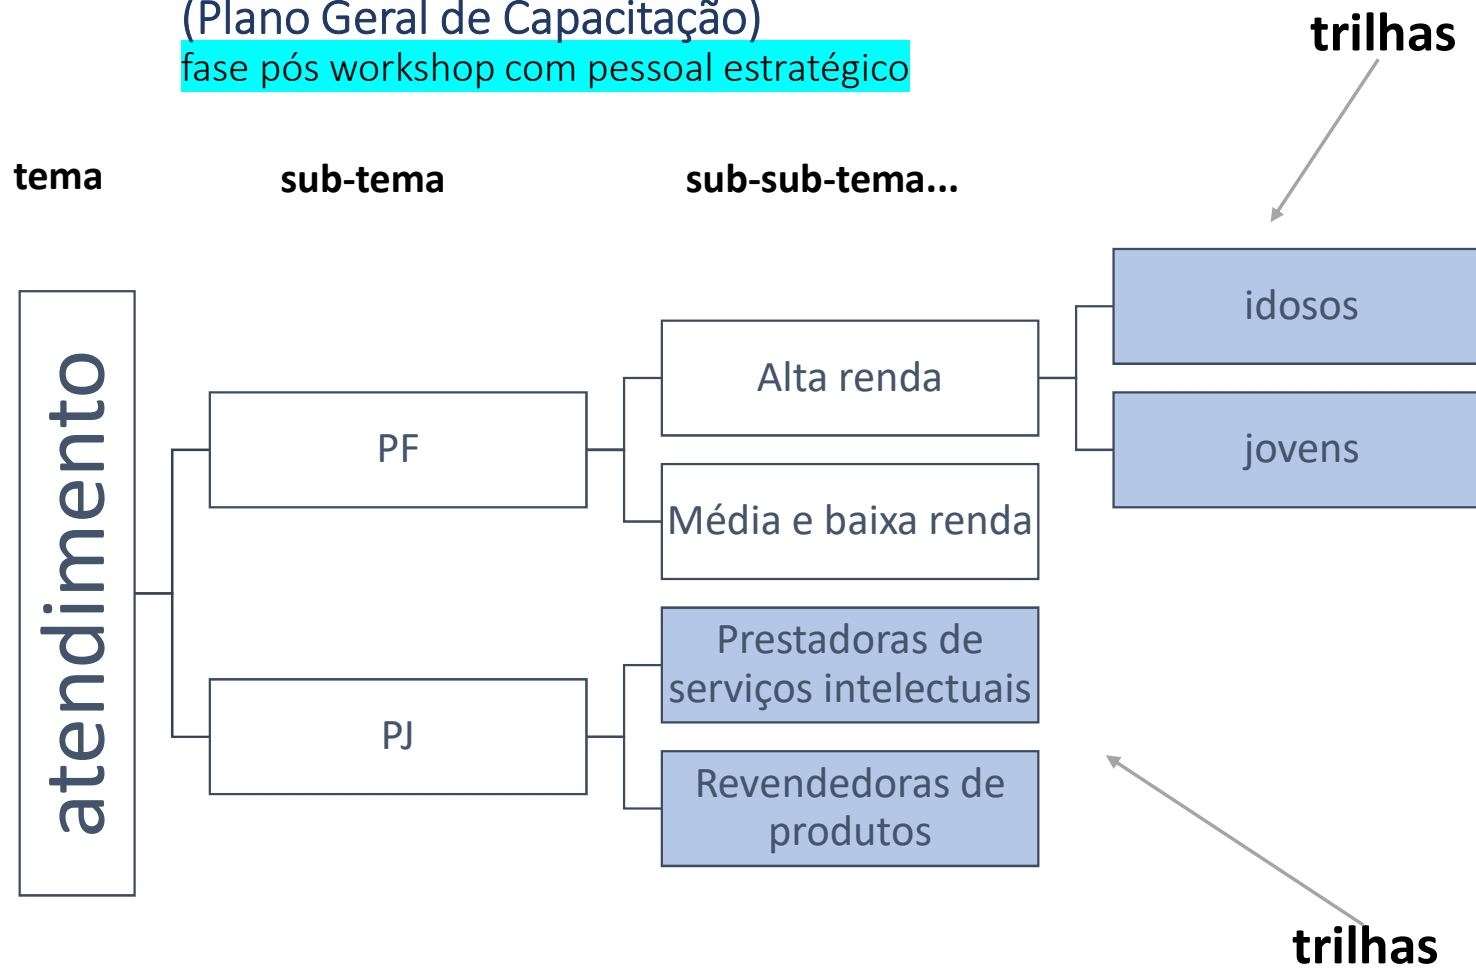 (Plano Geral de Capacitação)
fase pós workshop com pessoal estratégico
trilhas
tema
sub-tema
sub-sub-tema...
atendimento
PF
Alta renda
idosos
jovens
Média e baixa renda
PJ
Prestadoras de
serviços intelectuais
Revendedoras de
produtos
trilhas